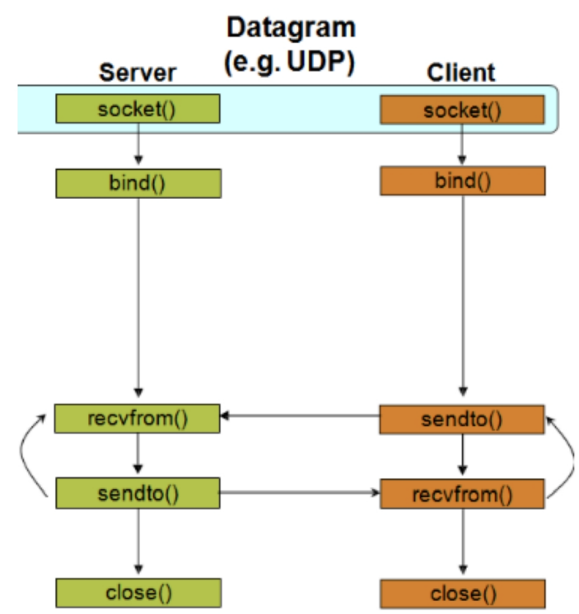 Datagram
(e.g. UDP)
Server
Client
socket()
socket()
bind()
bind()
recvfrom()
sendto()
sendto()
recvfrom()
close()
close()